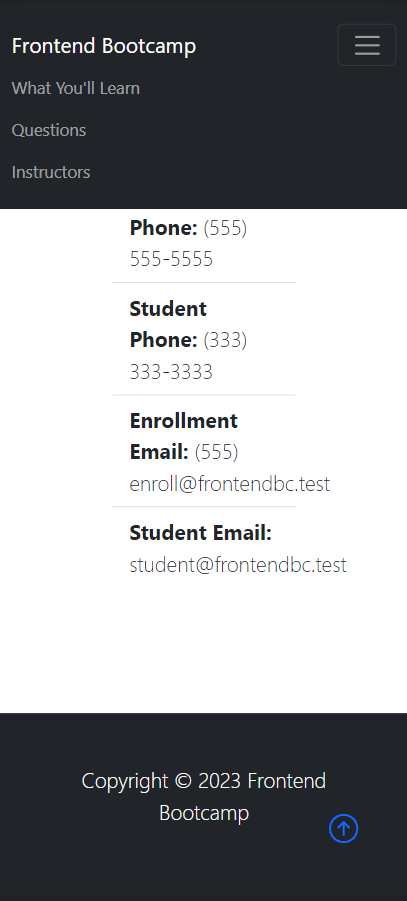 Frontend Bootcamp
What You'll Learn
Questions
Instructors
Phone: (555)
555-5555
Student
Phone: (333)
333-3333
Enrollment
Email: (555)
enroll@frontendbc.test
Student Email:
student@frontendbc.test
Copyright © 2023 Frontend
Bootcamp